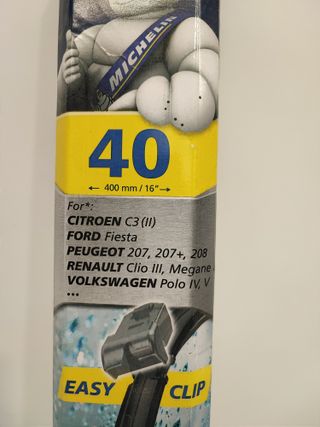 MICHELIN
40
← 400 mm / 16" →
For*:
CITROEN C3 (II)
FORD Fiesta
PEUGEOT 207, 207+, 208
RENAULT Clio III, Megane
VOLKSWAGEN Polo IV, V
...
EASY CLIP